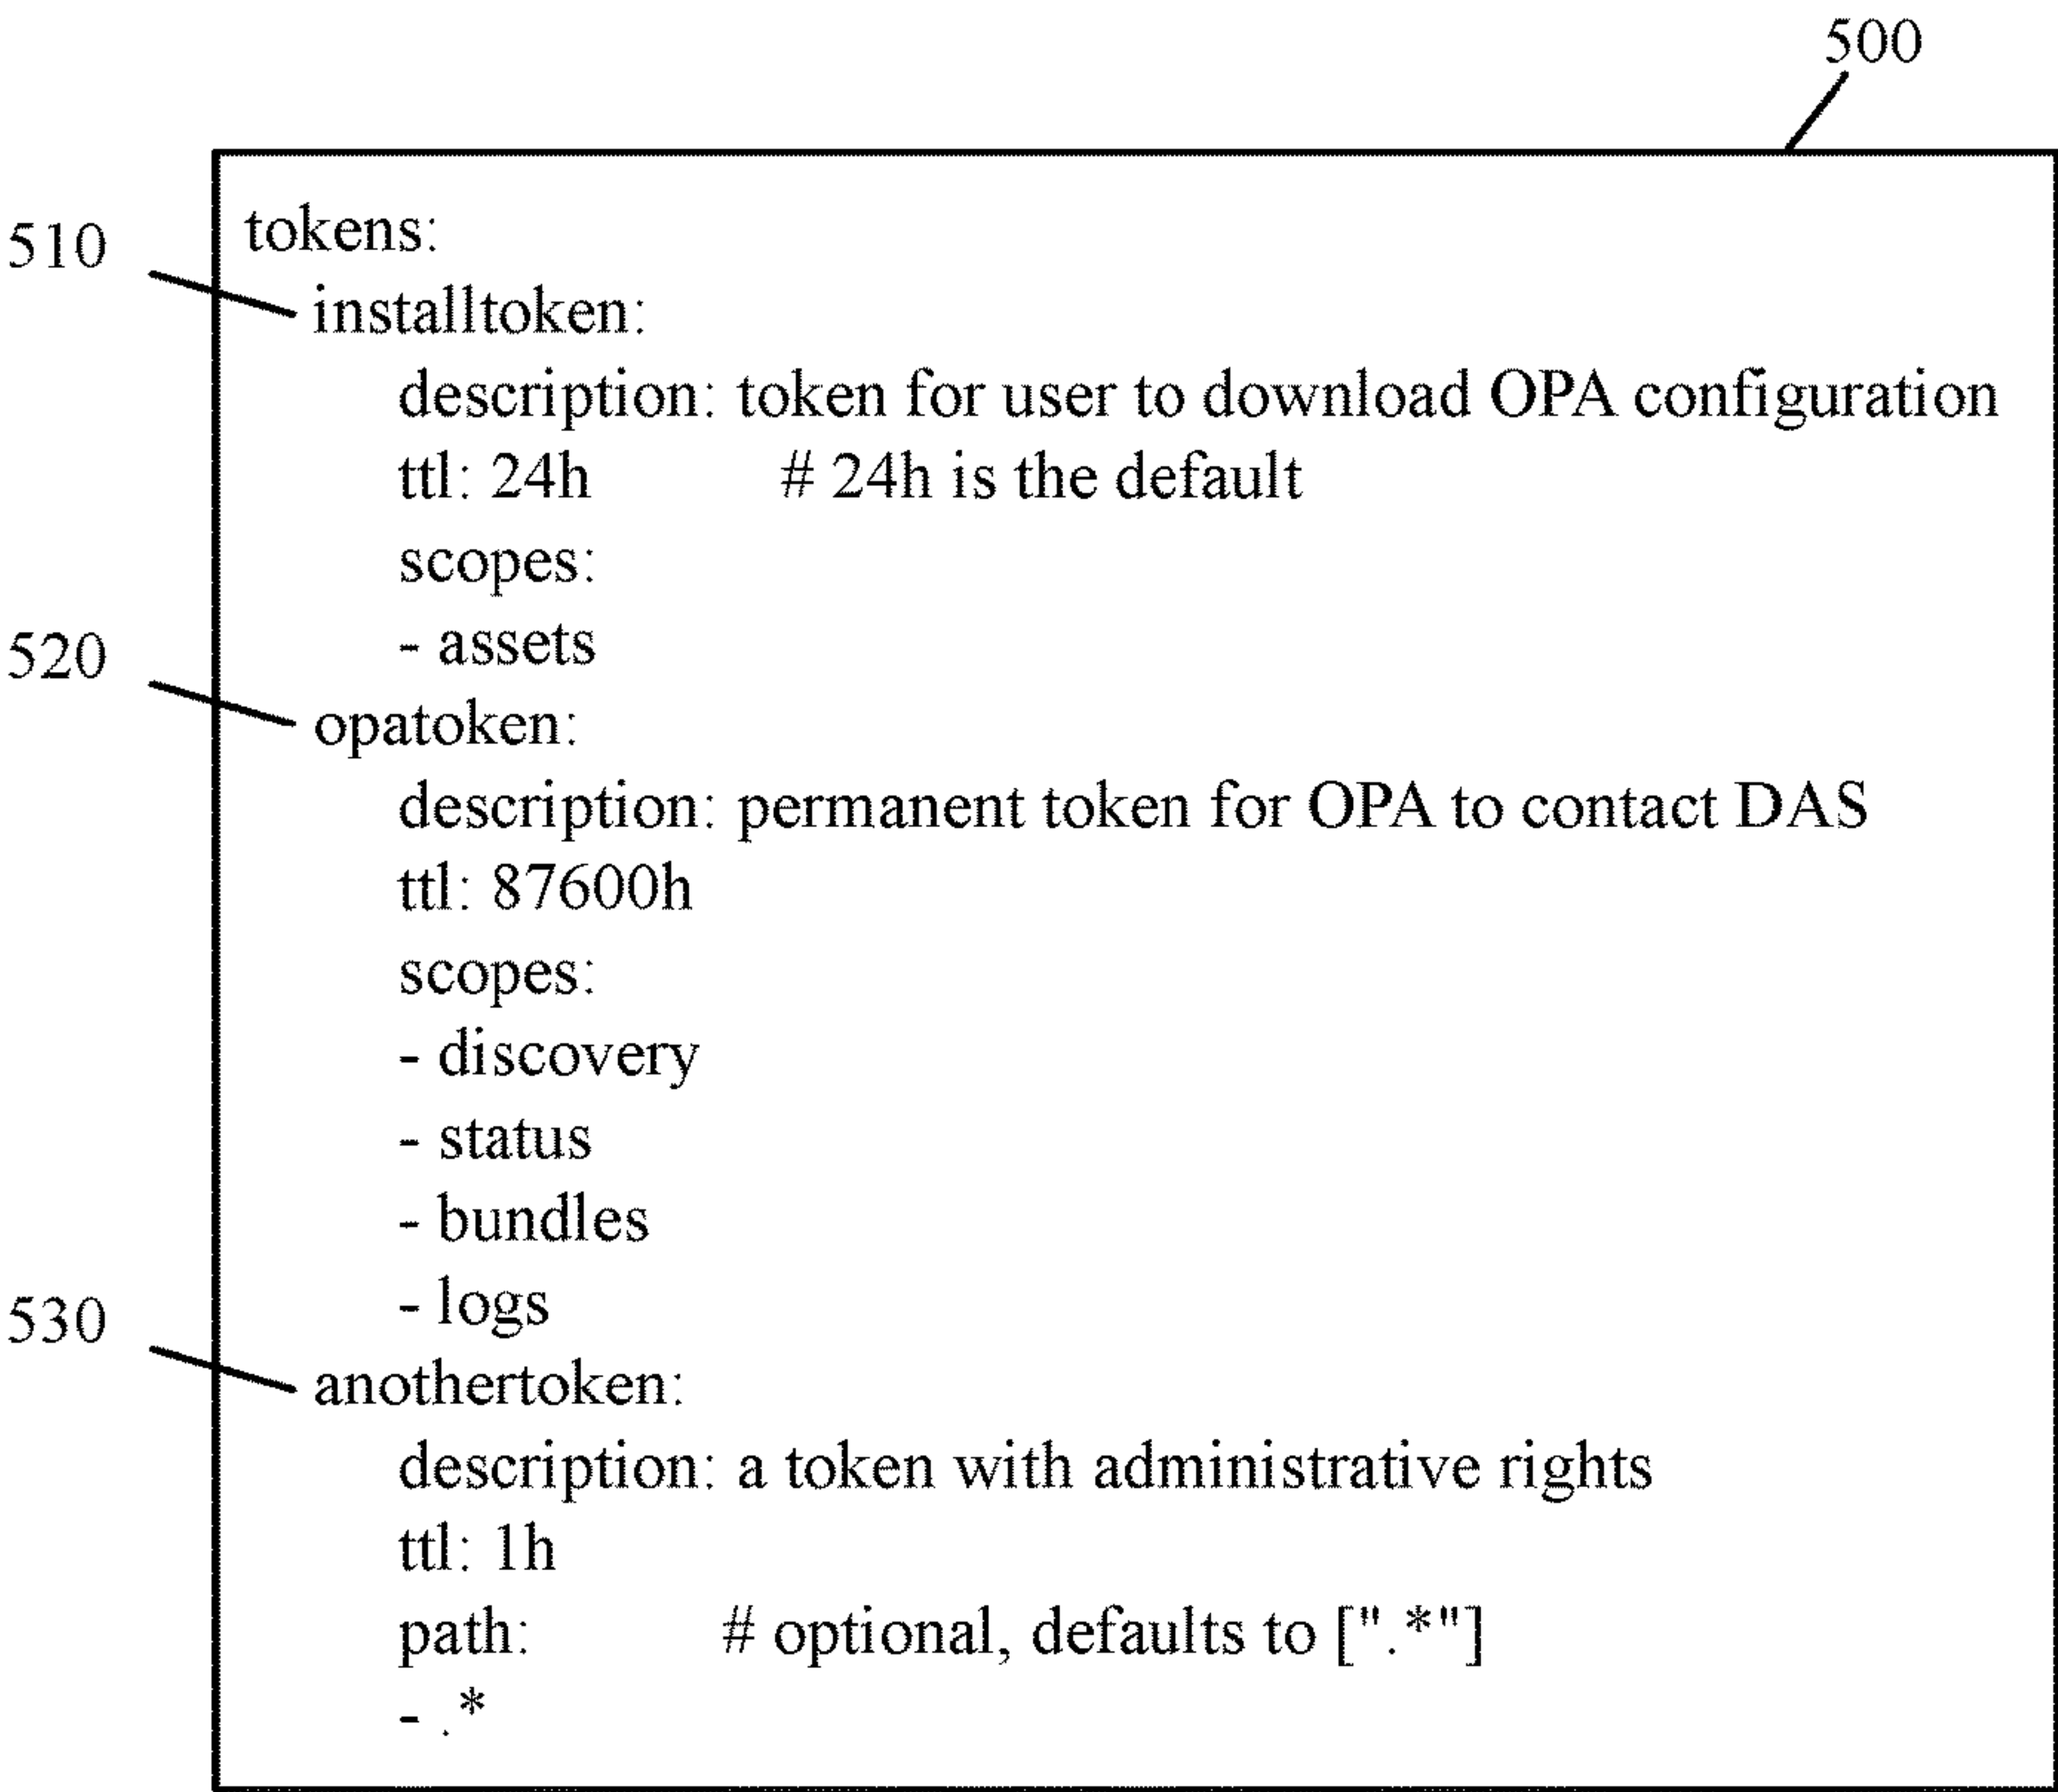 500
510
tokens:
installtoken:
description: token for user to download OPA configuration
ttl: 24h # 24h is the default
scopes:
- assets
520
opatoken:
description: permanent token for OPA to contact DAS
ttl: 87600h
scopes:
- discovery
- status
- bundles
- logs
530
anothertoken:
description: a token with administrative rights
ttl: 1h
path: # optional, defaults to [".*"]
- .*